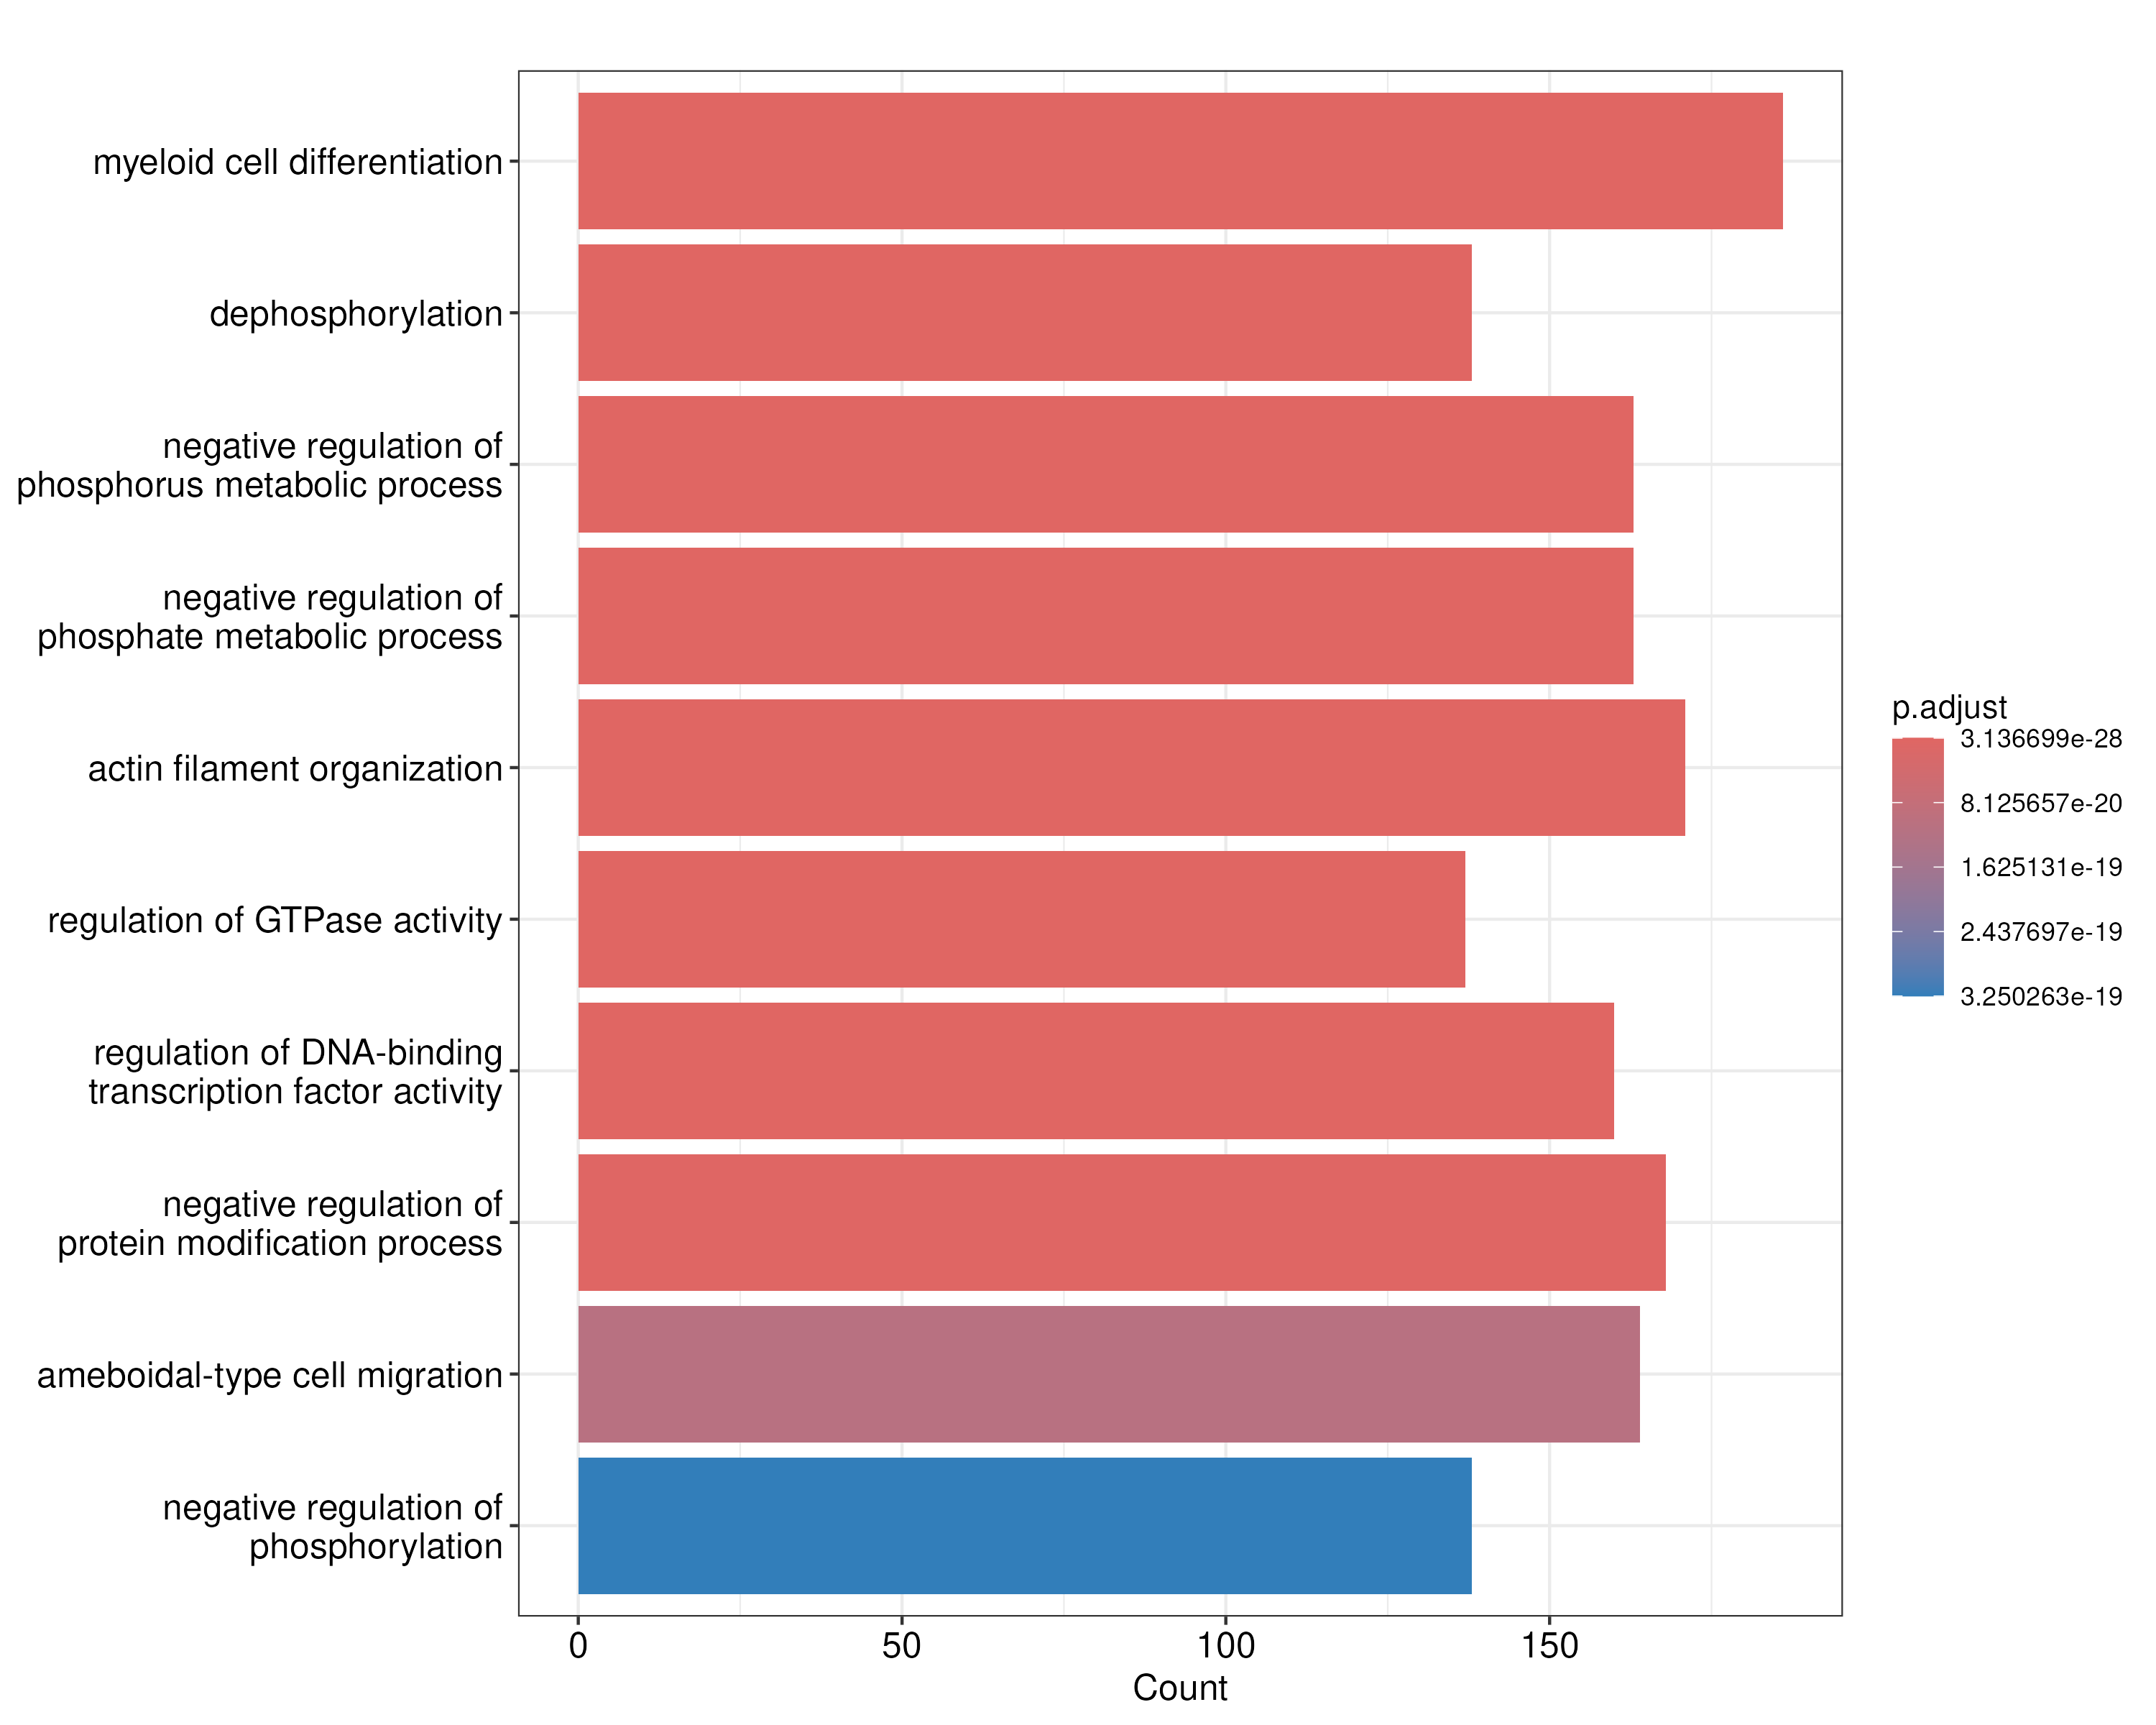 myeloid cell differentiation
dephosphorylation
negative regulation of
phosphorus metabolic process
negative regulation of
phosphate metabolic process
actin filament organization
regulation of GTPase activity
regulation of DNA-binding
transcription factor activity
negative regulation of
protein modification process
ameboidal-type cell migration
negative regulation of
phosphorylation
0 50 100 150
Count
p.adjust
3.136699e-28
8.125657e-20
1.625131e-19
2.437697e-19
3.250263e-19